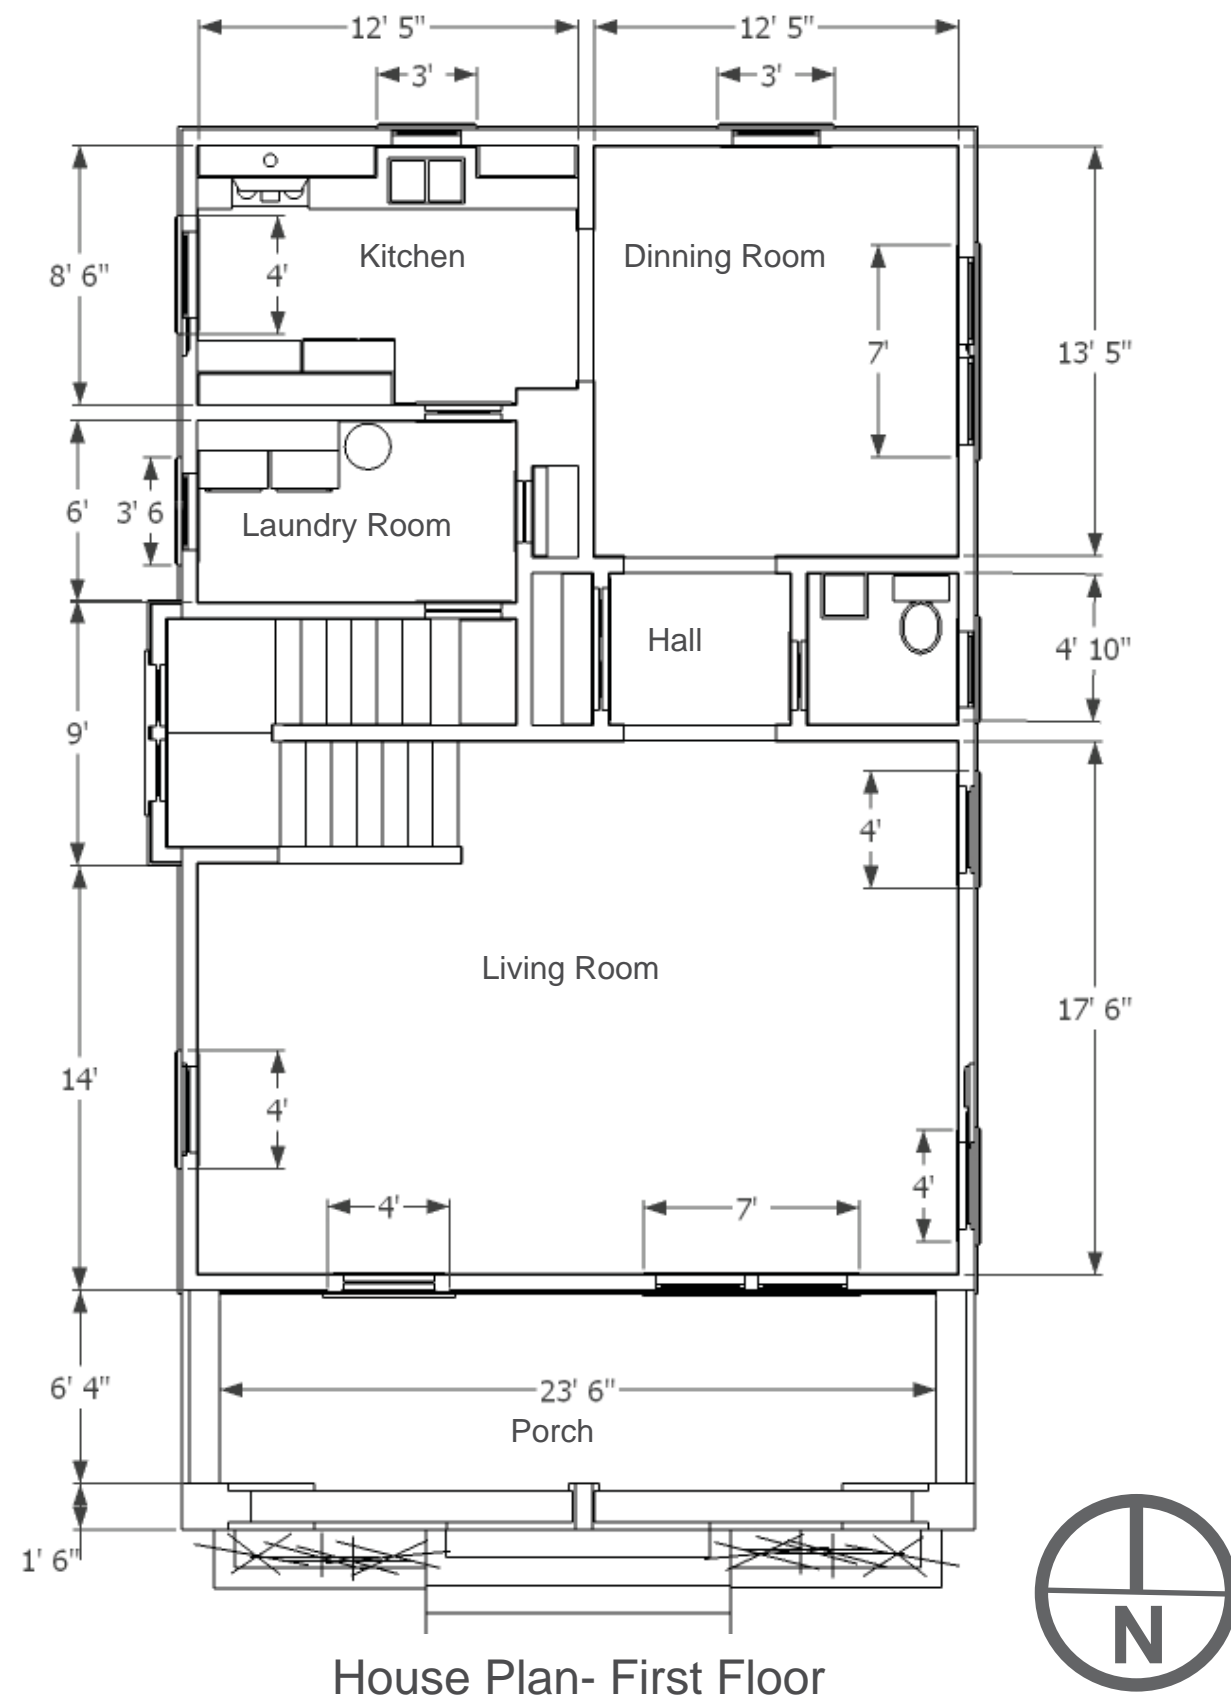 12' 5" 12' 5"
3' 3'
8' 6" 4' Kitchen Dinning Room 7' 13' 5"
6' 3' 6 Laundry Room
Hall 4' 10"
9'
4'
Living Room
17' 6"
14' 4'
4' 7' 4'
6' 4" 23' 6"
Porch
1' 6"
N
House Plan- First Floor